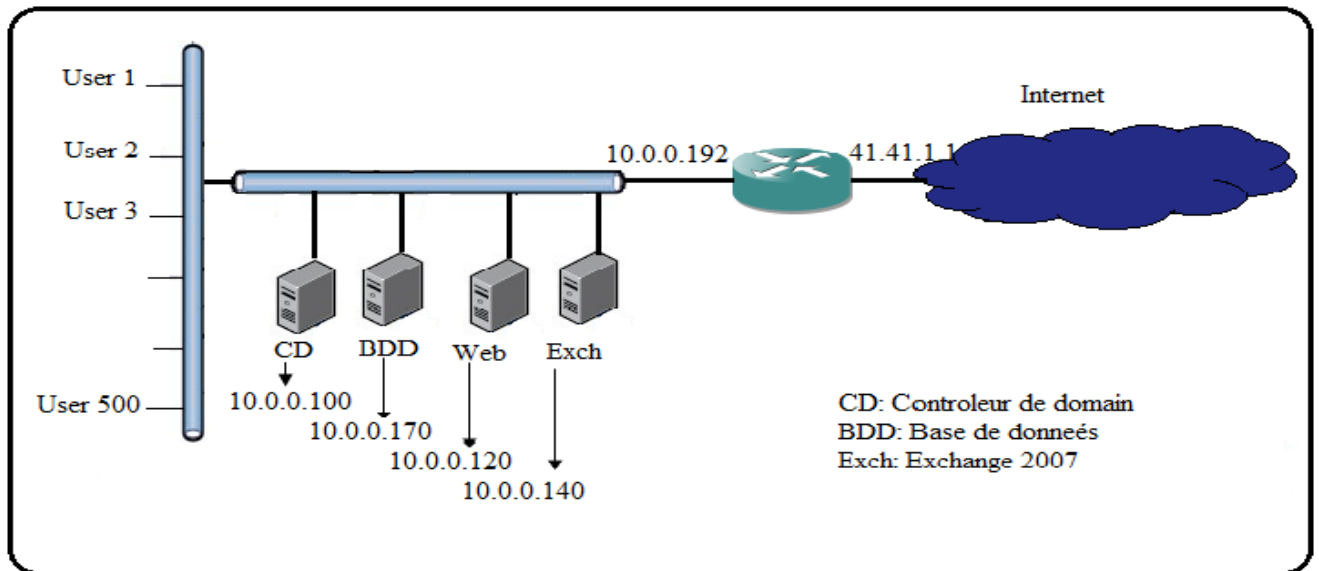 User 1
User 2
User 3
User 500
Internet
10.0.0.192
41.41.1.1
CD
BDD
Web
Exch
10.0.0.100
10.0.0.170
10.0.0.120
10.0.0.140
CD: Controleur de domain
BDD: Base de donneés
Exch: Exchange 2007